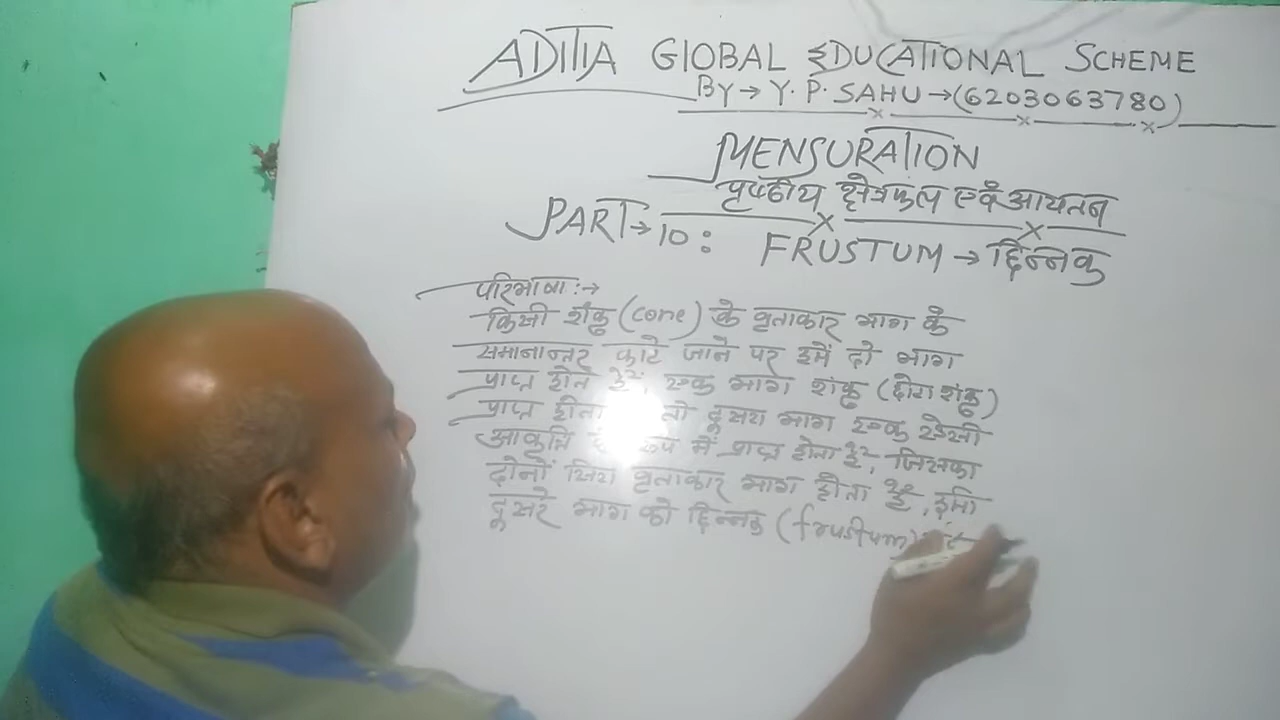 ADITIA GLOBAL EDUCATIONAL SCHEME
BY → Y. P. SAHU → (6203063780)
MENSURATION
पृष्ठीय क्षेत्रफल एवं आयतन
PART → 10 : FRUSTUM → छिन्नक
परिभाषा :→
किसी शंकु (cone) के वृताकार भाग के
समानान्तर काटे जाने पर हमें दो भाग
प्राप्त होते हैं, एक भाग शंकु (छोटा शंकु)
प्राप्त होता तो दूसरा भाग एक ऐसी
आकृति के रूप में प्राप्त होता है, जिसका
दोनों सिरा वृताकार भाग होता है, इसी
दूसरे भाग को छिन्नक (frustum)